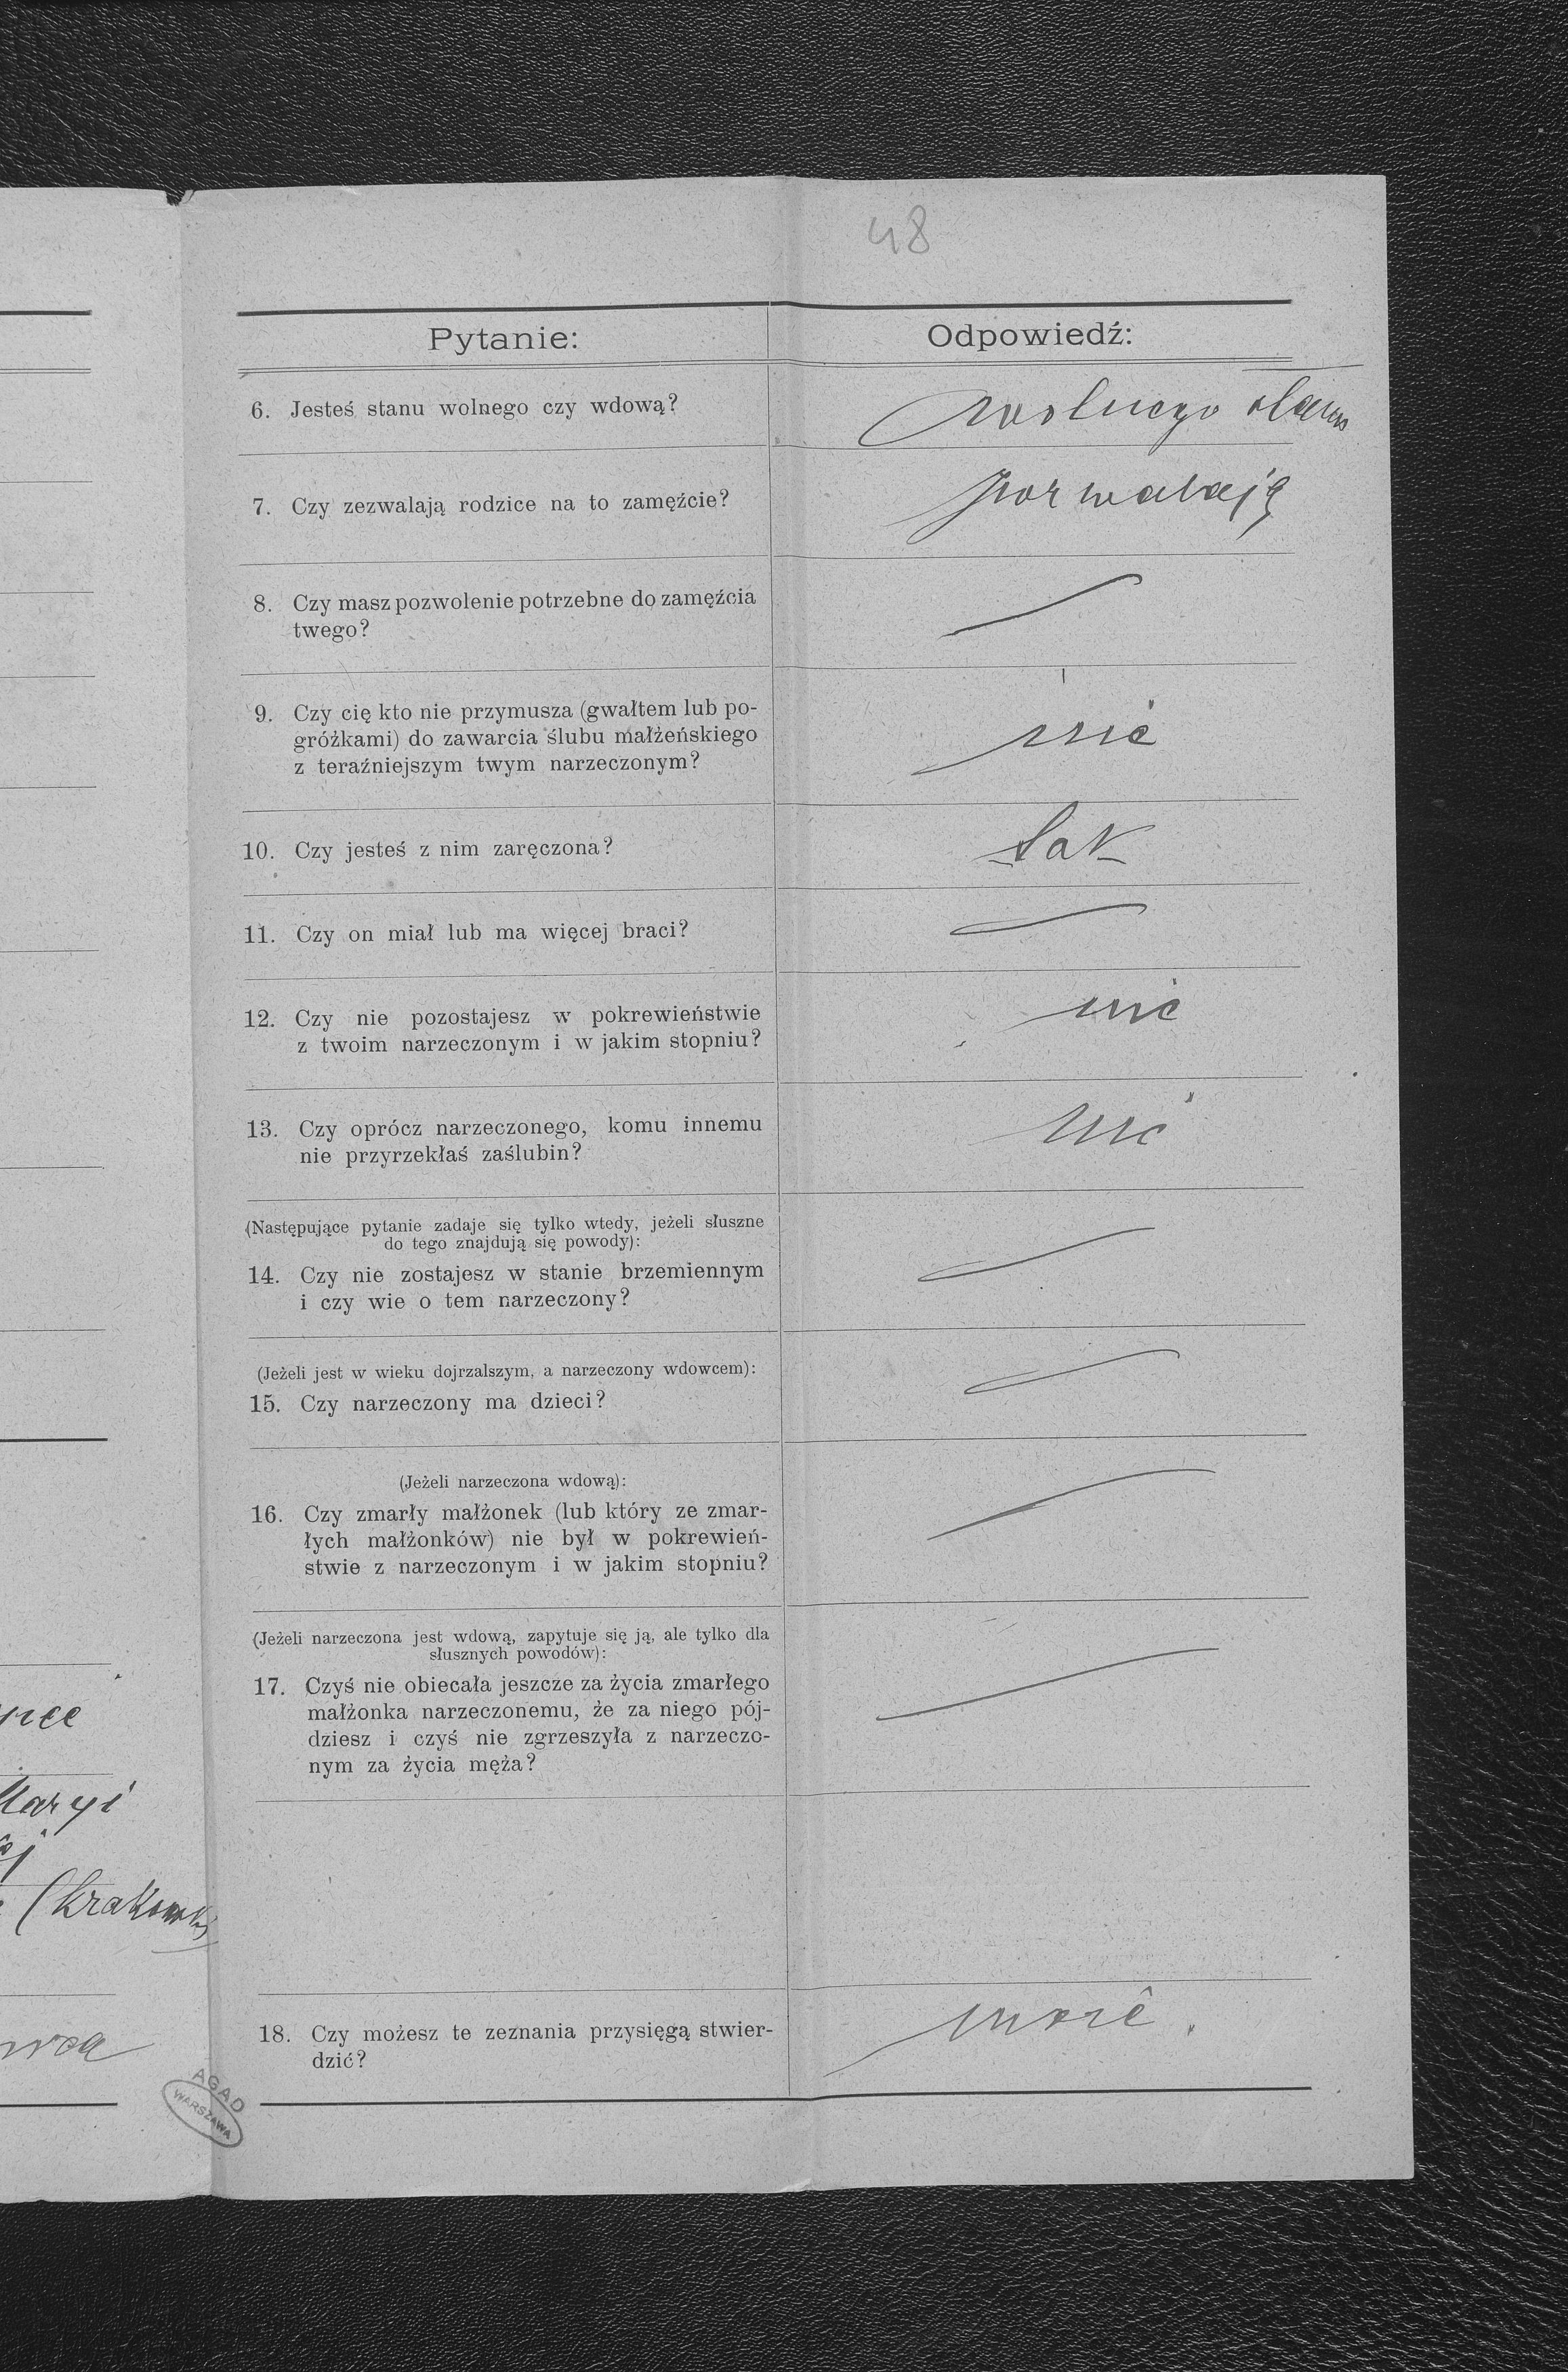 48
Pytanie:
Odpowiedź:
6. Jesteś stanu wolnego czy wdową?
wolnego stanu
7. Czy zezwalają rodzice na to zamęźcie?
pozwalają
8. Czy masz pozwolenie potrzebne do zamęźcia
twego?
9. Czy cię kto nie przymusza (gwałtem lub po-
gróżkami) do zawarcia ślubu małżeńskiego
z teraźniejszym twym narzeczonym?
nie
10. Czy jesteś z nim zaręczona?
tak
11. Czy on miał lub ma więcej braci?
12. Czy nie pozostajesz w pokrewieństwie
z twoim narzeczonym i w jakim stopniu?
nie
13. Czy oprócz narzeczonego, komu innemu
nie przyrzekłaś zaślubin?
nie
(Następujące pytanie zadaje się tylko wtedy, jeżeli słuszne
do tego znajdują się powody):
14. Czy nie zostajesz w stanie brzemiennym
i czy wie o tem narzeczony?
(Jeżeli jest w wieku dojrzalszym, a narzeczony wdowcem):
15. Czy narzeczony ma dzieci?
(Jeżeli narzeczona wdową):
16. Czy zmarły małżonek (lub który ze zmar-
łych małżonków) nie był w pokrewień-
stwie z narzeczonym i w jakim stopniu?
(Jeżeli narzeczona jest wdową, zapytuje się ją, ale tylko dla
słusznych powodów):
17. Czyś nie obiecała jeszcze za życia zmarłego
małżonka narzeczonemu, że za niego pój-
dziesz i czyś nie zgrzeszyła z narzeczo-
nym za życia męża?
18. Czy możesz te zeznania przysięgą stwier-
dzić?
może.
Maryi
AGAD
WARSZAWA